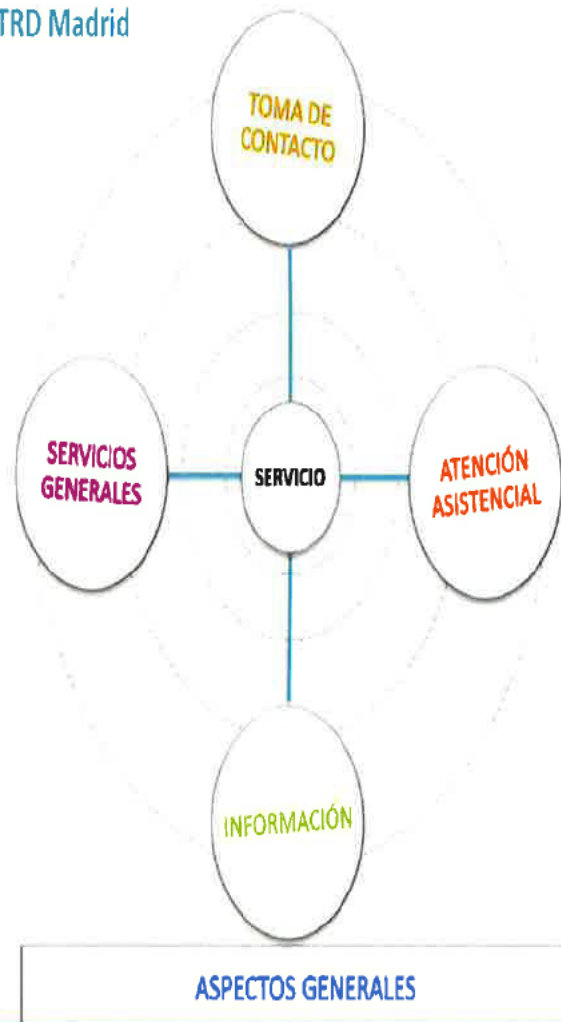 TRD Madrid
TOMA DE
CONTACTO
SERVICIOS
GENERALES
SERVICIO
ATENCIÓN
ASISTENCIAL
INFORMACIÓN
ASPECTOS GENERALES